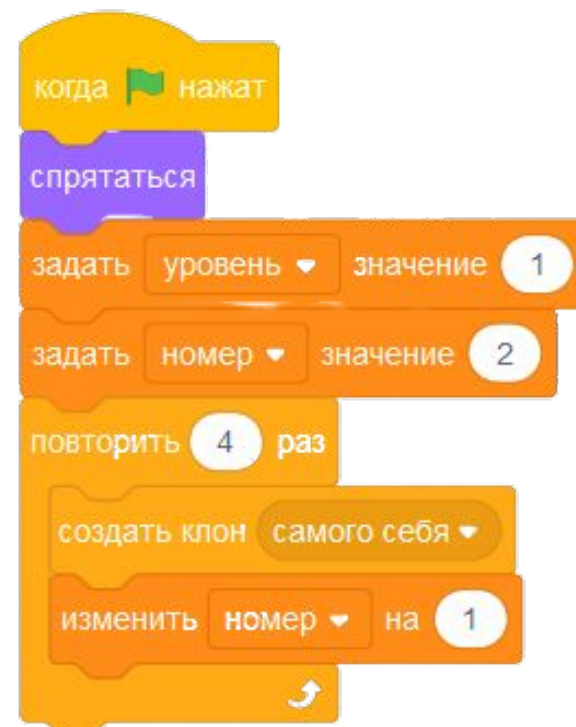 когда нажат
спрятаться
задать уровень значение 1
задать номер значение 2
повторить 4 раз
создать клон самого себя
изменить номер на 1